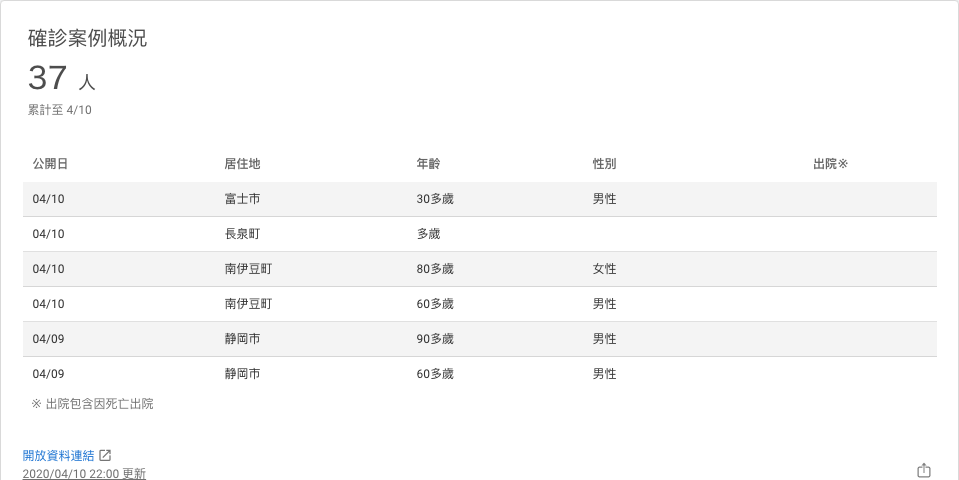 確診案例概況
37 人
累計至 4/10
公開日 居住地 年齡 性別 出院※
04/10 富士市 30多歲 男性
04/10 長泉町 多歲
04/10 南伊豆町 80多歲 女性
04/10 南伊豆町 60多歲 男性
04/09 静岡市 90多歲 男性
04/09 静岡市 60多歲 男性
※ 出院包含因死亡出院
開放資料連結
2020/04/10 22:00 更新